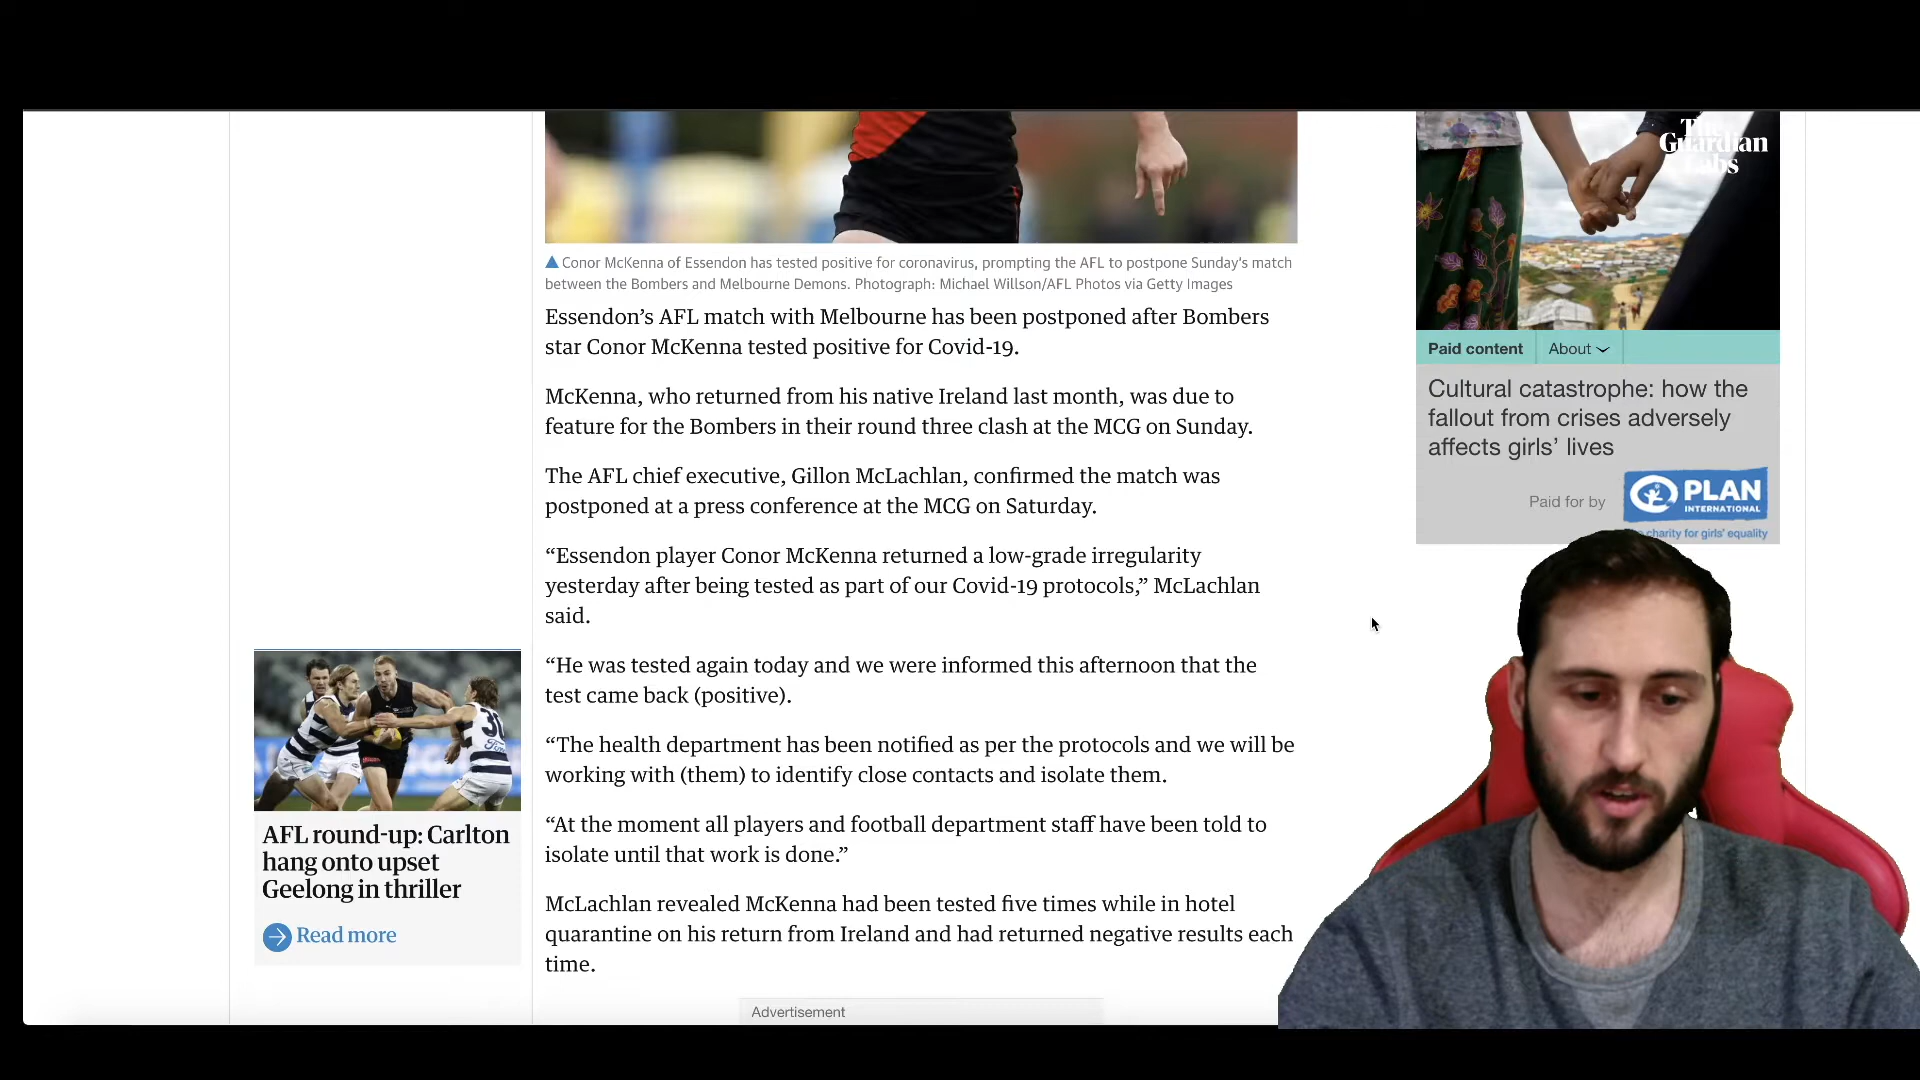 The
Guardian
Labs
▲ Conor McKenna of Essendon has tested positive for coronavirus, prompting the AFL to postpone Sunday’s match
between the Bombers and Melbourne Demons. Photograph: Michael Willson/AFL Photos via Getty Images
Essendon’s AFL match with Melbourne has been postponed after Bombers
star Conor McKenna tested positive for Covid-19.
McKenna, who returned from his native Ireland last month, was due to
feature for the Bombers in their round three clash at the MCG on Sunday.
The AFL chief executive, Gillon McLachlan, confirmed the match was
postponed at a press conference at the MCG on Saturday.
“Essendon player Conor McKenna returned a low-grade irregularity
yesterday after being tested as part of our Covid-19 protocols,” McLachlan
said.
“He was tested again today and we were informed this afternoon that the
test came back (positive).
“The health department has been notified as per the protocols and we will be
working with (them) to identify close contacts and isolate them.
“At the moment all players and football department staff have been told to
isolate until that work is done.”
McLachlan revealed McKenna had been tested five times while in hotel
quarantine on his return from Ireland and had returned negative results each
time.
Advertisement
30
AFL round-up: Carlton
hang onto upset
Geelong in thriller
Read more
Paid content About
Cultural catastrophe: how the
fallout from crises adversely
affects girls’ lives
Paid for by
PLAN
INTERNATIONAL
charity for girls’ equality